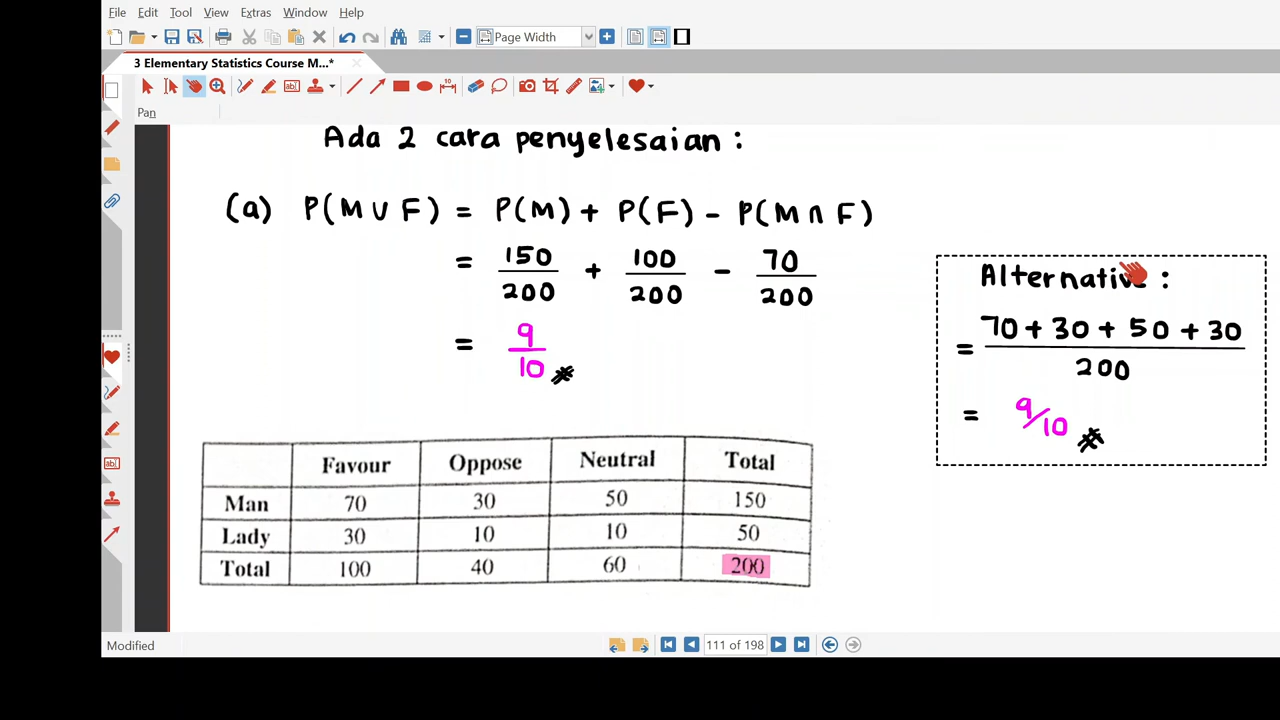 File Edit Tool View Extras Window Help
Page Width
3 Elementary Statistics Course M...*
Pan
Ada 2 cara penyelesaian :
(a) P(M ∪ F) = P(M) + P(F) - P(M ∩ F)
= 150/200 + 100/200 - 70/200
= 9/10
Alternative :
= 70 + 30 + 50 + 30 / 200
= 9/10
Favour Oppose Neutral Total
Man 70 30 50 150
Lady 30 10 10 50
Total 100 40 60 200
Modified
111 of 198